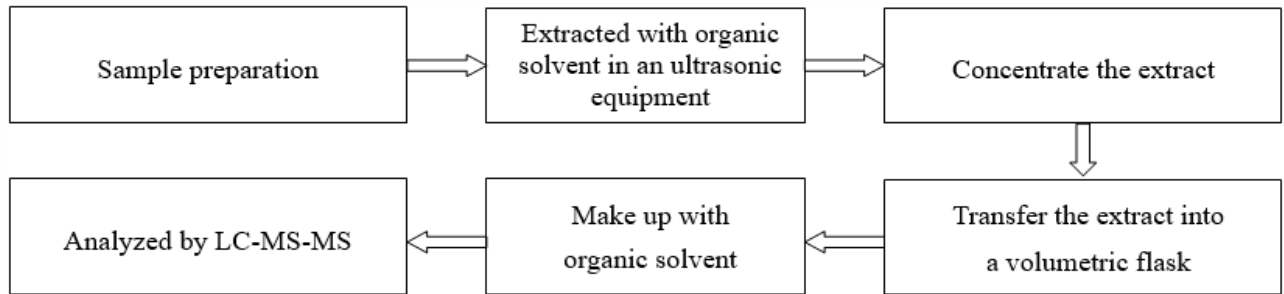 Sample preparation
Extracted with organic
solvent in an ultrasonic
equipment
Concentrate the extract
Transfer the extract into
a volumetric flask
Make up with
organic solvent
Analyzed by LC-MS-MS